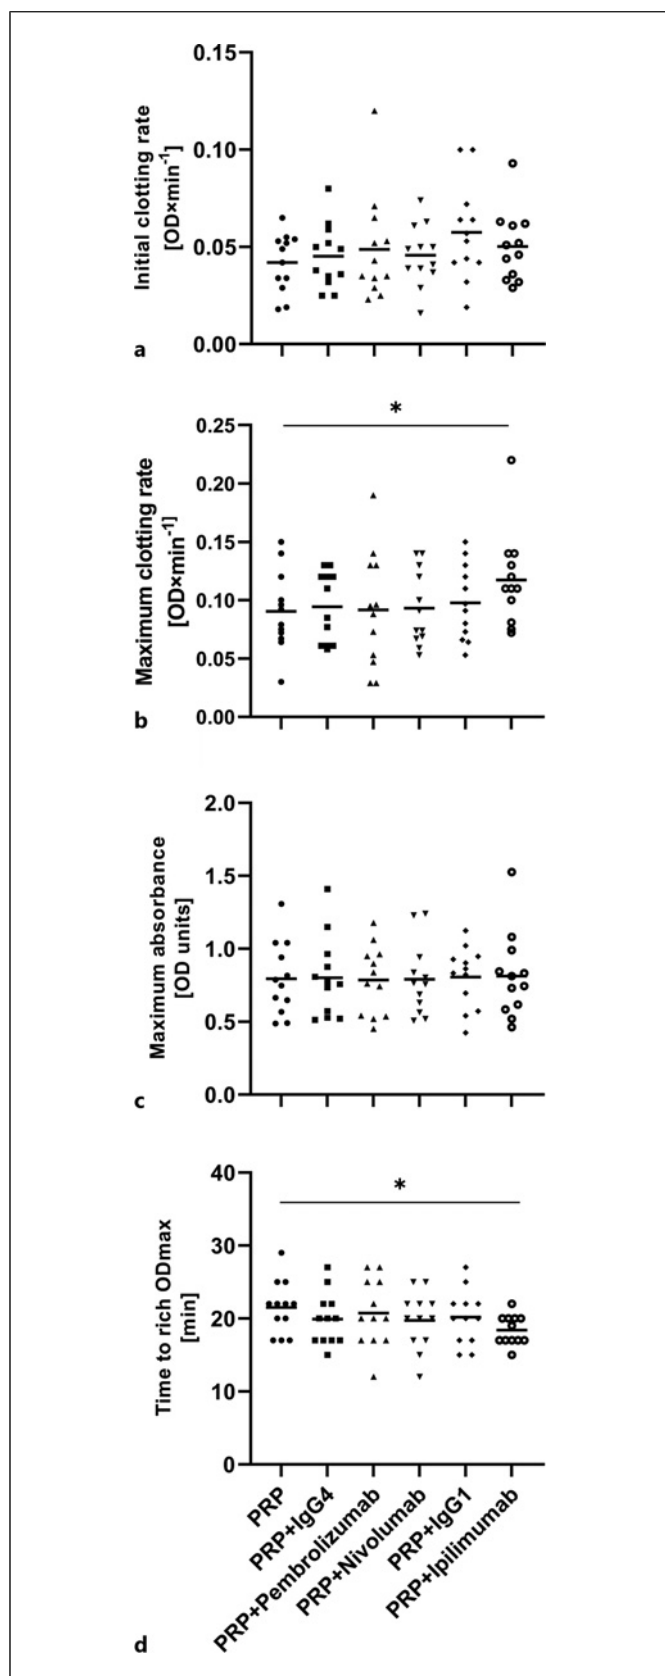 0.15
0.10
0.05
0.00
Initial clotting rate
[OD×min⁻¹]
a
*
0.25
0.20
0.15
0.10
0.05
0.00
Maximum clotting rate
[OD×min⁻¹]
b
2.0
1.5
1.0
0.5
0.0
Maximum absorbance
[OD units]
c
*
40
30
20
10
0
Time to rich ODmax
[min]
PRP
PRP+IgG4
PRP+Pembrolizumab
PRP+Nivolumab
PRP+IgG1
PRP+Ipilimumab
d